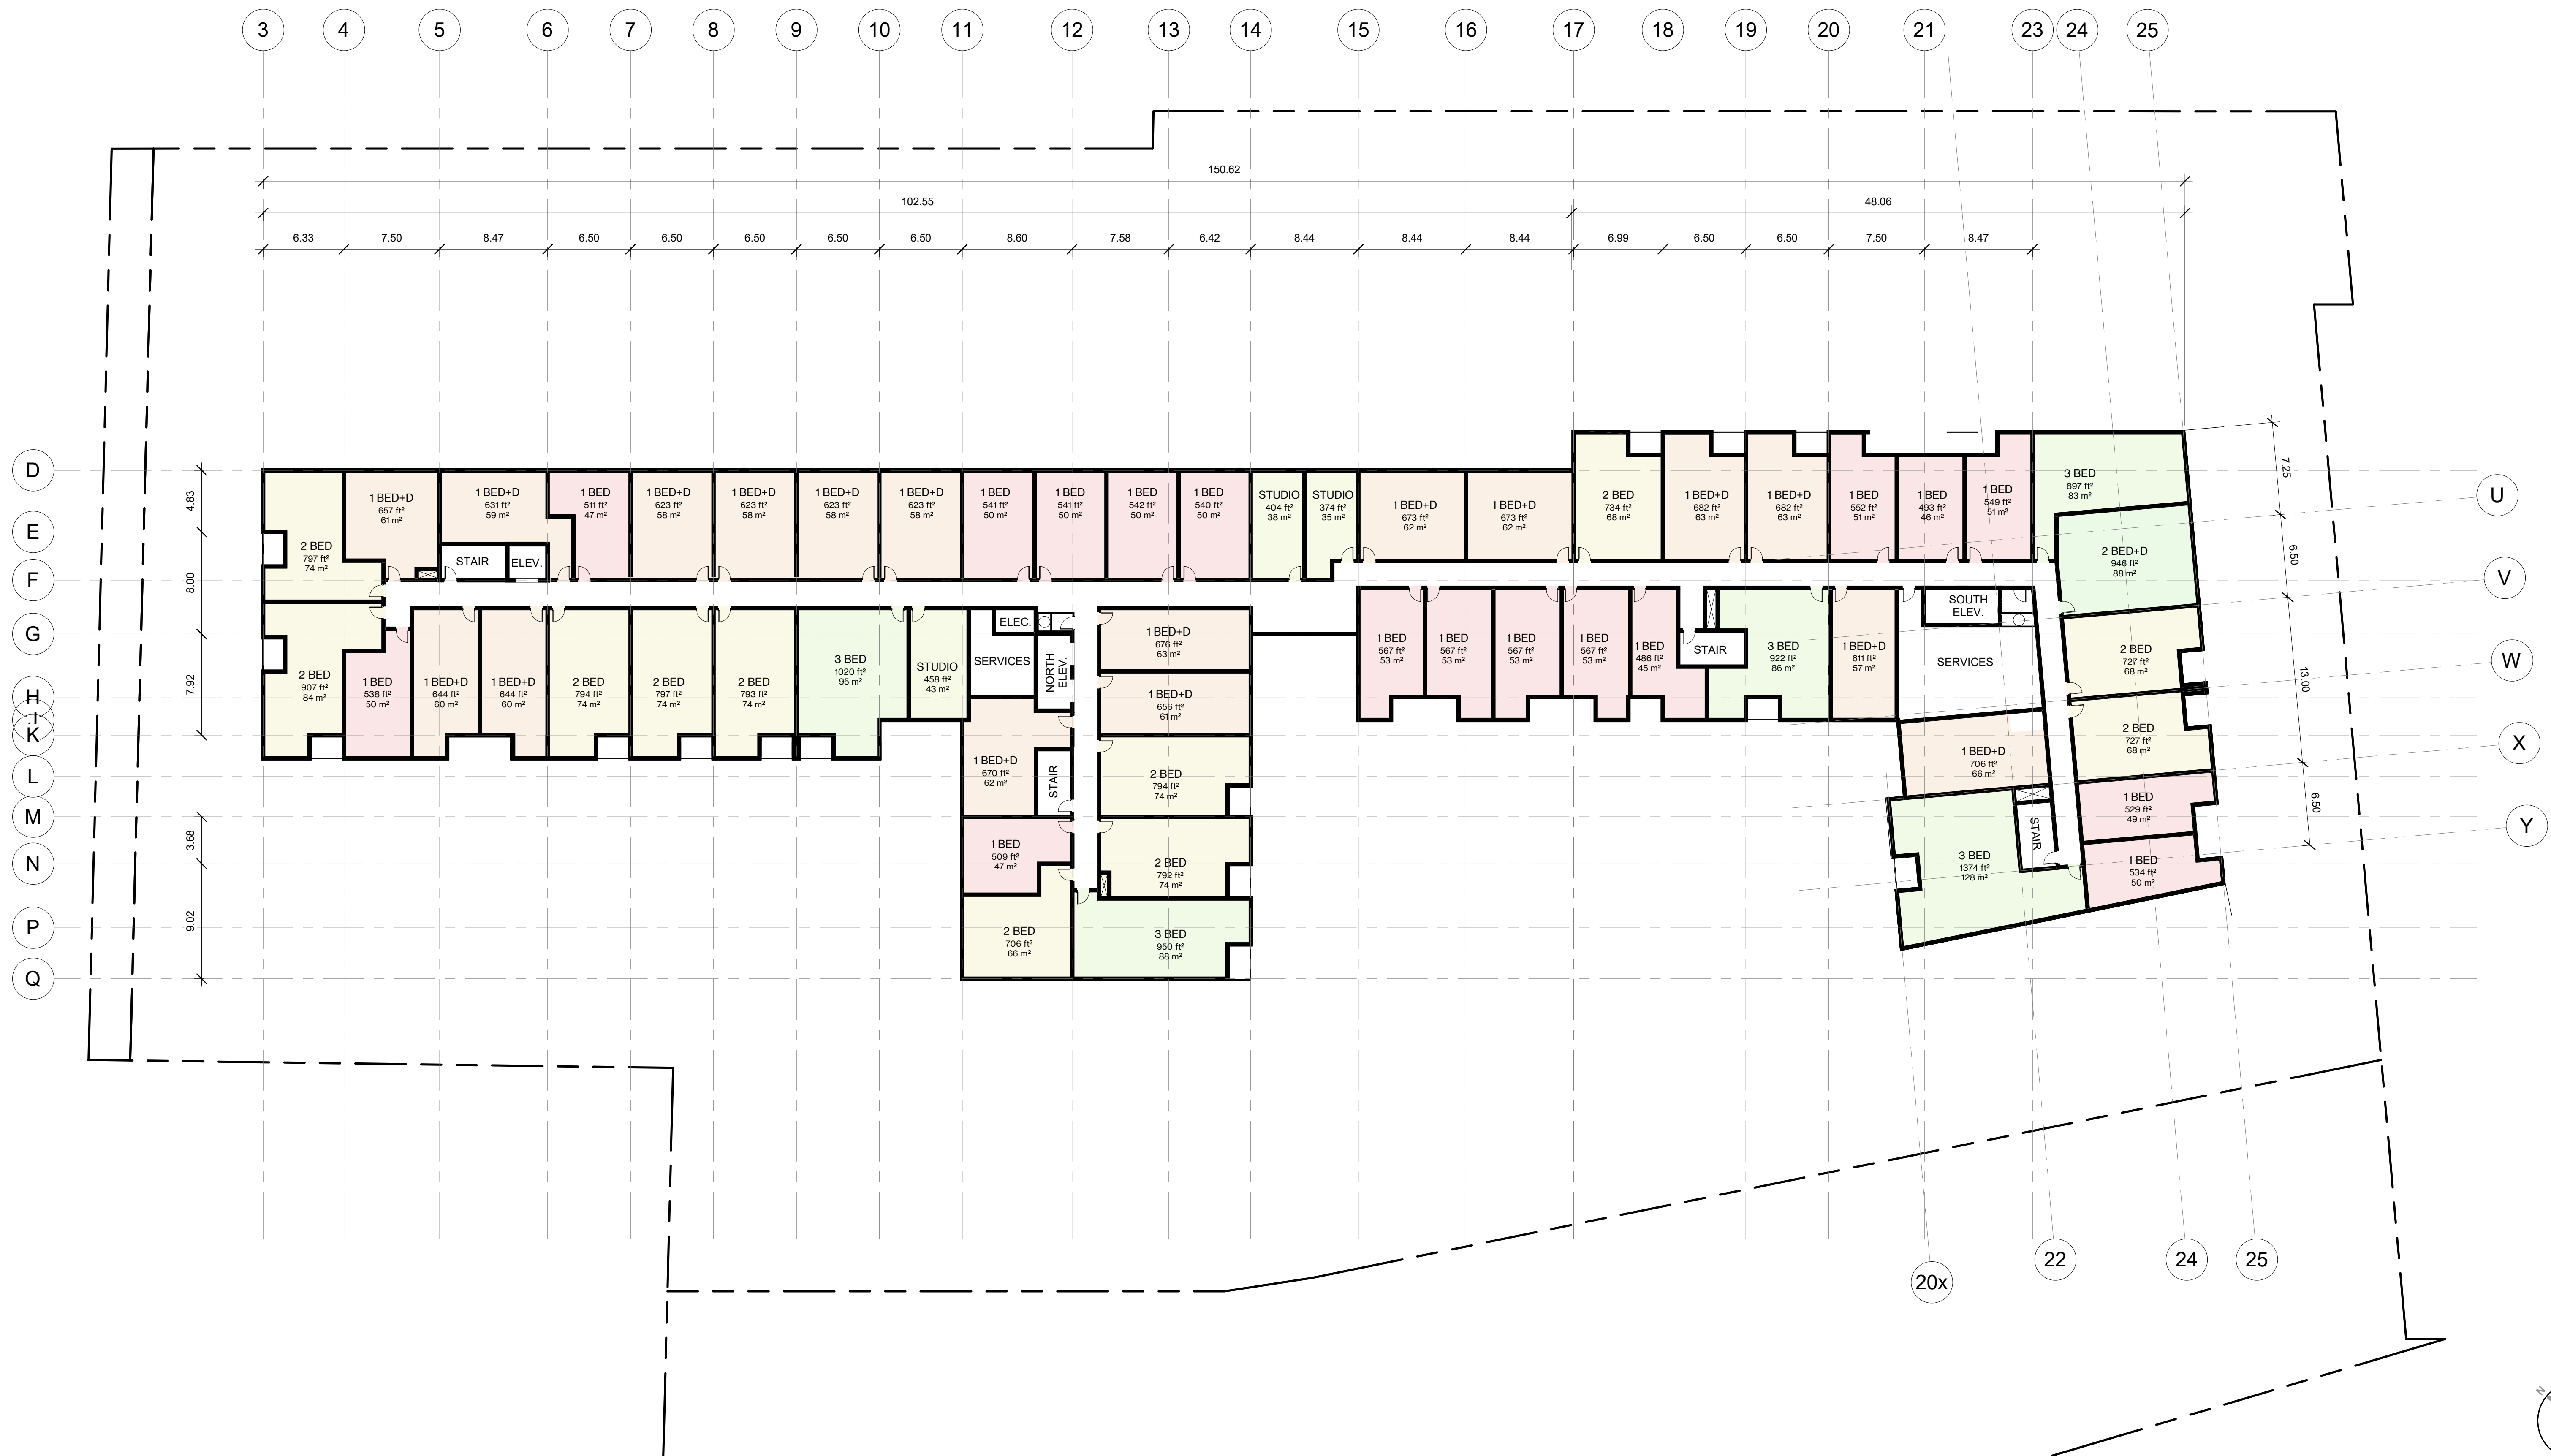 3 4 5 6 7 8 9 10 11 12 13 14 15 16 17 18 19 20 21 23 24 25
150.62
102.55 48.06
6.33 7.50 8.47 6.50 6.50 6.50 6.50 6.50 8.60 7.58 6.42 8.44 8.44 8.44 6.99 6.50 6.50 7.50 8.47
D
E
F
G
H
I
K
L
M
N
P
Q
4.83
8.00
7.92
3.68
9.02
2 BED
797 ft²
74 m²
1 BED+D
657 ft²
61 m²
1 BED+D
631 ft²
59 m²
STAIR
ELEV.
1 BED
511 ft²
47 m²
1 BED+D
623 ft²
58 m²
1 BED+D
623 ft²
58 m²
1 BED+D
623 ft²
58 m²
1 BED+D
623 ft²
58 m²
1 BED
541 ft²
50 m²
1 BED
541 ft²
50 m²
1 BED
542 ft²
50 m²
1 BED
540 ft²
50 m²
STUDIO
404 ft²
38 m²
STUDIO
374 ft²
35 m²
1 BED+D
673 ft²
62 m²
1 BED+D
673 ft²
62 m²
2 BED
734 ft²
68 m²
1 BED+D
682 ft²
63 m²
1 BED+D
682 ft²
63 m²
1 BED
552 ft²
51 m²
1 BED
493 ft²
46 m²
1 BED
549 ft²
51 m²
3 BED
897 ft²
83 m²
2 BED+D
946 ft²
88 m²
2 BED
907 ft²
84 m²
1 BED
538 ft²
50 m²
1 BED+D
644 ft²
60 m²
1 BED+D
644 ft²
60 m²
2 BED
794 ft²
74 m²
2 BED
797 ft²
74 m²
2 BED
793 ft²
74 m²
3 BED
1020 ft²
95 m²
STUDIO
458 ft²
43 m²
ELEC.
SERVICES
NORTH
ELEV.
1 BED+D
676 ft²
63 m²
1 BED+D
656 ft²
61 m²
1 BED+D
670 ft²
62 m²
STAIR
2 BED
794 ft²
74 m²
1 BED
509 ft²
47 m²
2 BED
792 ft²
74 m²
2 BED
706 ft²
66 m²
3 BED
950 ft²
88 m²
1 BED
567 ft²
53 m²
1 BED
567 ft²
53 m²
1 BED
567 ft²
53 m²
1 BED
567 ft²
53 m²
1 BED
486 ft²
45 m²
STAIR
3 BED
922 ft²
86 m²
1 BED+D
611 ft²
57 m²
SOUTH
ELEV.
SERVICES
2 BED
727 ft²
68 m²
2 BED
727 ft²
68 m²
1 BED+D
706 ft²
66 m²
1 BED
529 ft²
49 m²
STAIR
3 BED
1374 ft²
128 m²
1 BED
534 ft²
50 m²
7.25
6.50
13.00
6.50
U
V
W
X
Y
20x 22 24 25
N